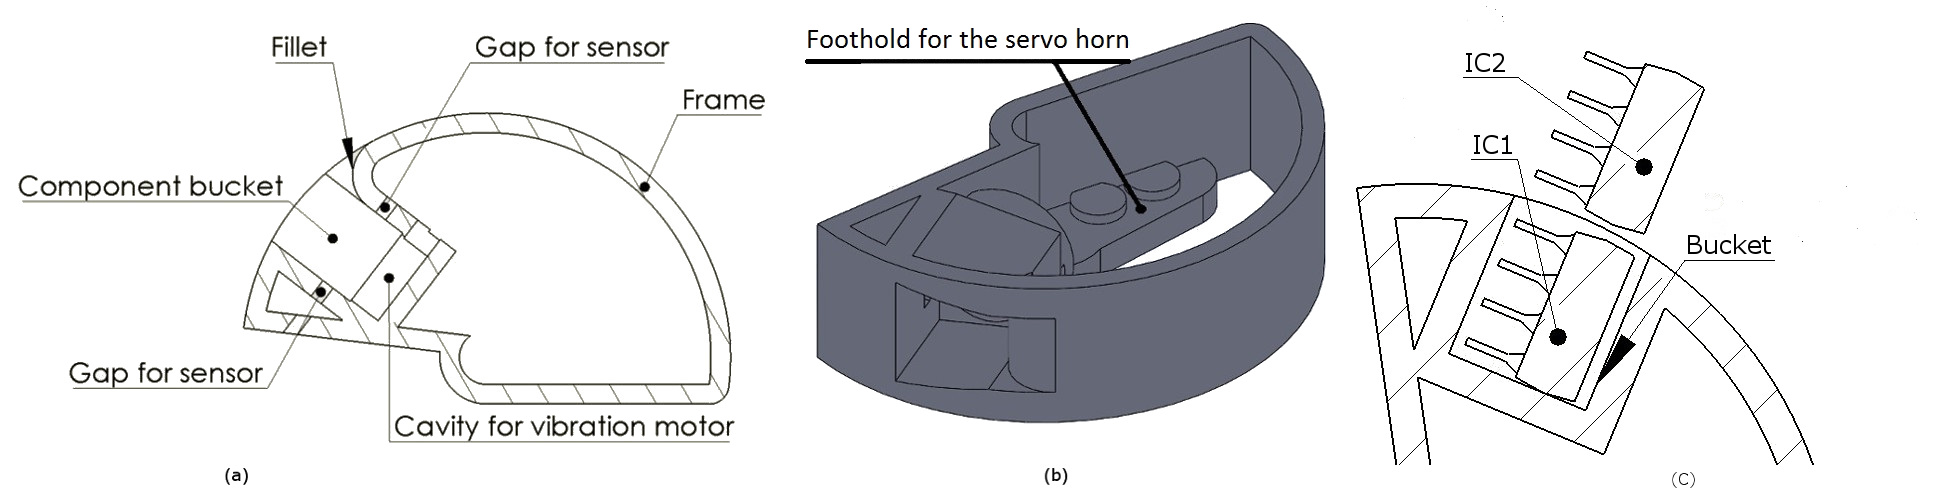 Fillet
Gap for sensor
Frame
Component bucket
Gap for sensor
Cavity for vibration motor
(a)
Foothold for the servo horn
(b)
IC2
IC1
Bucket
(C)